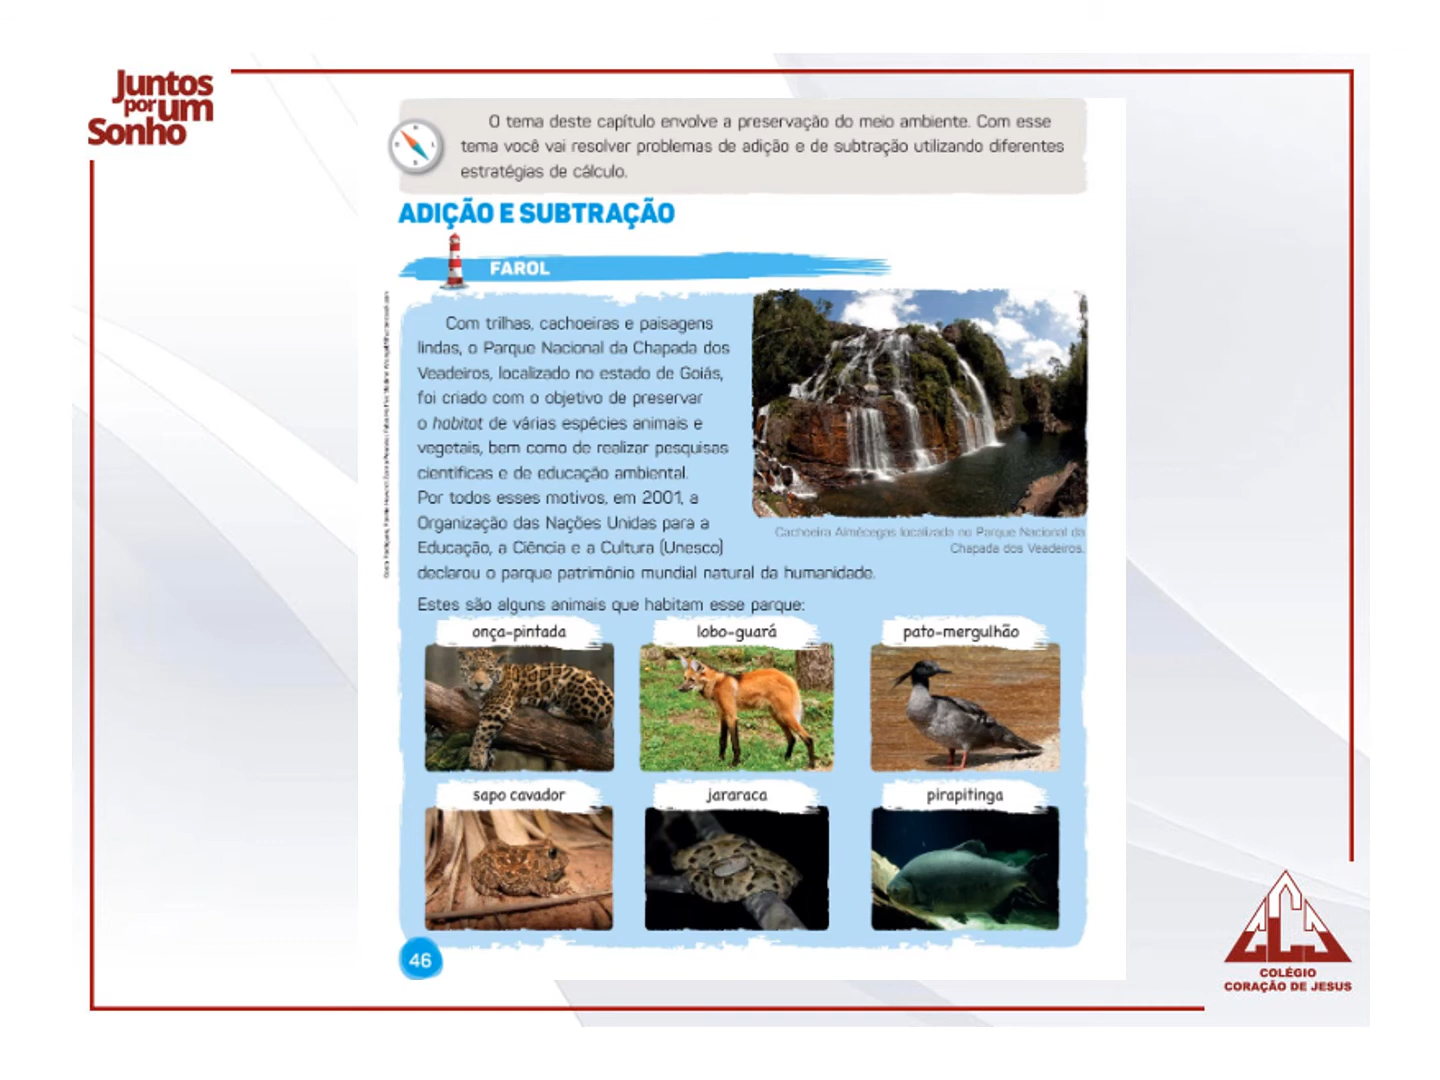 Juntos
por um
Sonho
O tema deste capítulo envolve a preservação do meio ambiente. Com esse
tema você vai resolver problemas de adição e de subtração utilizando diferentes
estratégias de cálculo.
ADIÇÃO E SUBTRAÇÃO
FAROL
Com trilhas, cachoeiras e paisagens
lindas, o Parque Nacional da Chapada dos
Veadeiros, localizado no estado de Goiás,
foi criado com o objetivo de preservar
o habitat de várias espécies animais e
vegetais, bem como de realizar pesquisas
científicas e de educação ambiental.
Por todos esses motivos, em 2001, a
Organização das Nações Unidas para a
Educação, a Ciência e a Cultura (Unesco)
declarou o parque patrimônio mundial natural da humanidade.
Cachoeira Almécegas localizada no Parque Nacional da
Chapada dos Veadeiros.
Estes são alguns animais que habitam esse parque:
onça-pintada
lobo-guará
pato-mergulhão
sapo cavador
jararaca
pirapitinga
46
COLÉGIO
CORAÇÃO DE JESUS